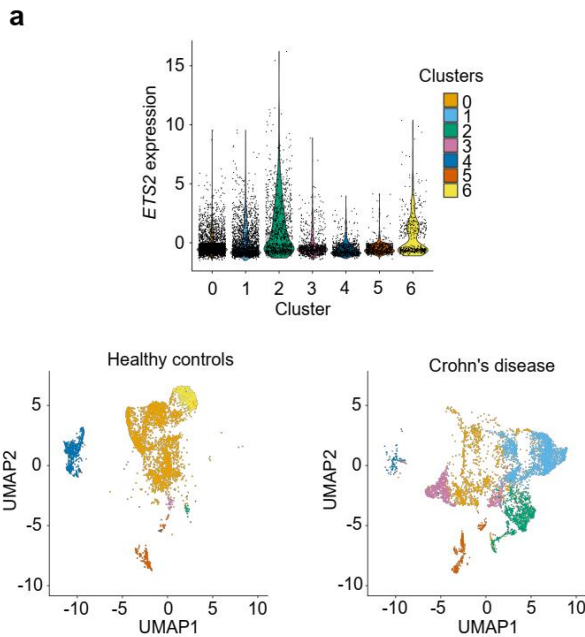 a
15
10
5
0
ETS2 expression
0 1 2 3 4 5 6
Cluster
Clusters
0
1
2
3
4
5
6
Healthy controls
5
0
-5
-10
UMAP2
-10 -5 0 5 10
UMAP1
Crohn's disease
5
0
-5
-10
UMAP2
-10 -5 0 5 10
UMAP1